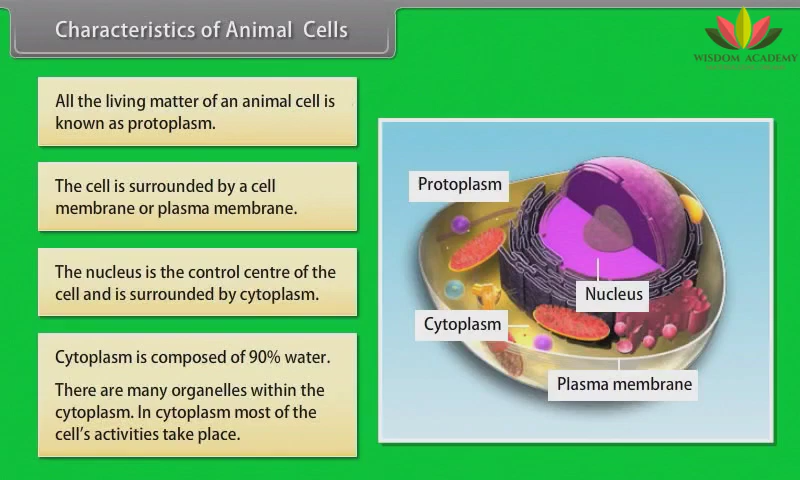 Characteristics of Animal Cells
WISDOM ACADEMY
All the living matter of an animal cell is
known as protoplasm.
The cell is surrounded by a cell
membrane or plasma membrane.
The nucleus is the control centre of the
cell and is surrounded by cytoplasm.
Cytoplasm is composed of 90% water.
There are many organelles within the
cytoplasm. In cytoplasm most of the
cell's activities take place.
Protoplasm
Nucleus
Cytoplasm
Plasma membrane